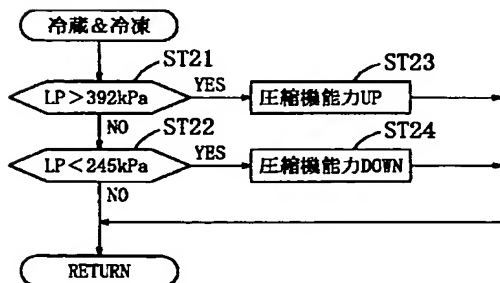 冷蔵&冷凍
ST21
LP>392kPa
YES
ST23
圧縮機能力UP
NO
ST22
LP<245kPa
YES
ST24
圧縮機能力DOWN
NO
RETURN